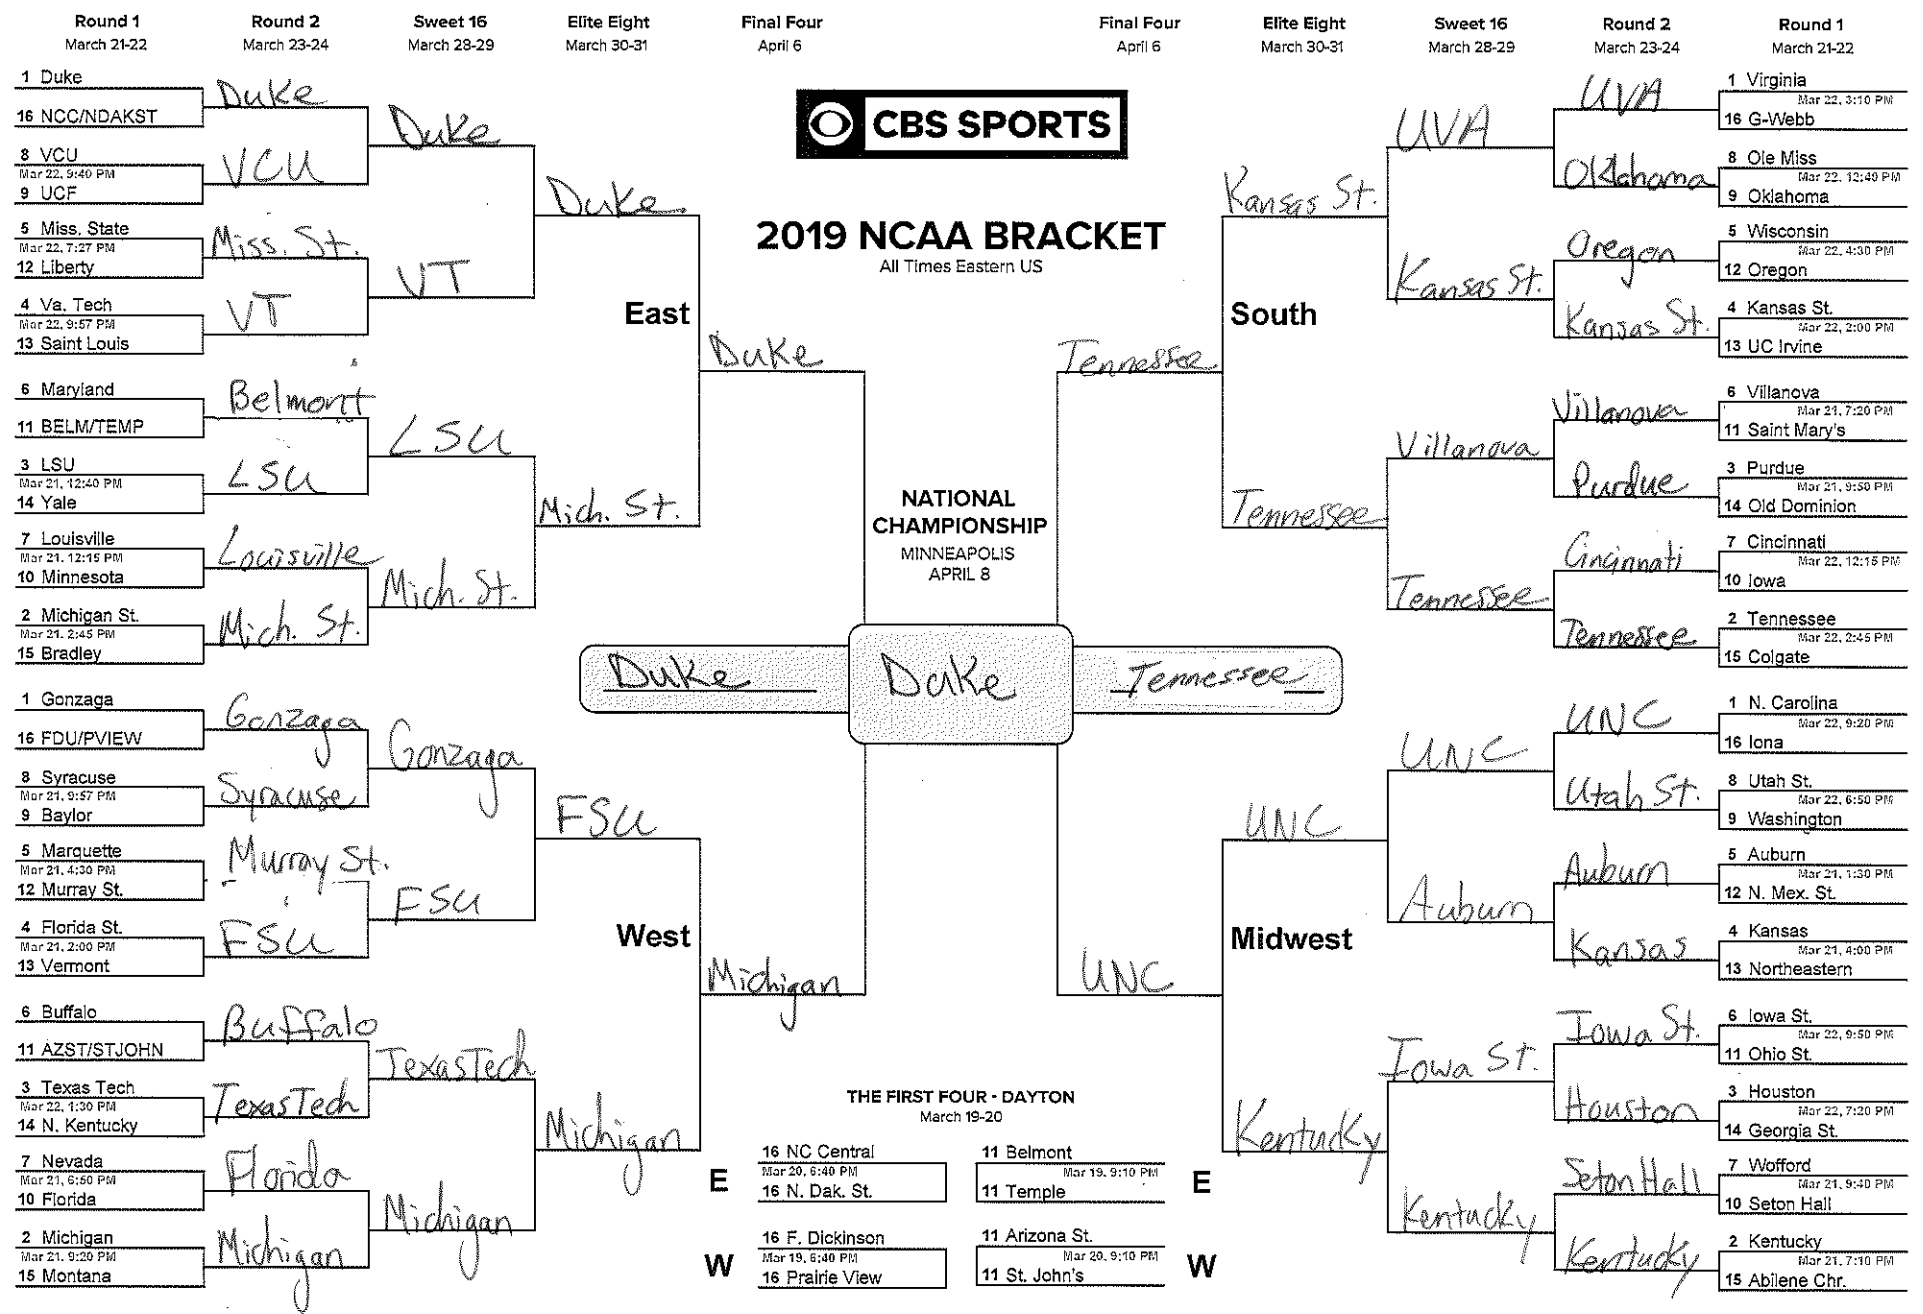 Round 1
March 21-22
Round 2
March 23-24
Sweet 16
March 28-29
Elite Eight
March 30-31
Final Four
April 6
Final Four
April 6
Elite Eight
March 30-31
Sweet 16
March 28-29
Round 2
March 23-24
Round 1
March 21-22
CBS SPORTS
2019 NCAA BRACKET
All Times Eastern US
1 Duke
16 NCC/NDAKST
8 VCU
Mar 22, 9:40 PM
9 UCF
5 Miss. State
Mar 22, 7:27 PM
12 Liberty
4 Va. Tech
Mar 22, 9:57 PM
13 Saint Louis
6 Maryland
11 BELM/TEMP
3 LSU
Mar 21, 12:40 PM
14 Yale
7 Louisville
Mar 21, 12:15 PM
10 Minnesota
2 Michigan St.
Mar 21, 2:45 PM
15 Bradley
Duke
VCU
Miss. St.
VT
Belmont
LSU
Louisville
Mich. St.
Duke
VT
LSU
Mich. St.
Duke
Mich. St.
East
Duke
1 Gonzaga
16 FDU/PVIEW
8 Syracuse
Mar 21, 9:57 PM
9 Baylor
5 Marquette
Mar 21, 4:30 PM
12 Murray St.
4 Florida St.
Mar 21, 2:00 PM
13 Vermont
6 Buffalo
11 AZST/STJOHN
3 Texas Tech
Mar 22, 1:30 PM
14 N. Kentucky
7 Nevada
Mar 21, 6:50 PM
10 Florida
2 Michigan
Mar 21, 9:20 PM
15 Montana
Gonzaga
Syracuse
Murray St.
FSU
Buffalo
Texas Tech
Florida
Michigan
Gonzaga
FSU
Texas Tech
Michigan
FSU
Michigan
West
Michigan
NATIONAL
CHAMPIONSHIP
MINNEAPOLIS
APRIL 8
Duke
Duke
Tennessee
Tennessee
South
Kansas St.
Tennessee
UVA
Kansas St.
Villanova
Tennessee
UVA
Oklahoma
Oregon
Kansas St.
Villanova
Purdue
Cincinnati
Tennessee
1 Virginia
Mar 22, 3:10 PM
16 G-Webb
8 Ole Miss
Mar 22, 12:40 PM
9 Oklahoma
5 Wisconsin
Mar 22, 4:30 PM
12 Oregon
4 Kansas St.
Mar 22, 2:00 PM
13 UC Irvine
6 Villanova
Mar 21, 7:20 PM
11 Saint Mary's
3 Purdue
Mar 21, 9:50 PM
14 Old Dominion
7 Cincinnati
Mar 22, 12:15 PM
10 Iowa
2 Tennessee
Mar 22, 2:45 PM
15 Colgate
UNC
Midwest
UNC
Kentucky
UNC
Auburn
Iowa St.
Kentucky
UNC
Utah St.
Auburn
Kansas
Iowa St.
Houston
Seton Hall
Kentucky
1 N. Carolina
Mar 22, 9:20 PM
16 Iona
8 Utah St.
Mar 22, 6:50 PM
9 Washington
5 Auburn
Mar 21, 1:30 PM
12 N. Mex. St.
4 Kansas
Mar 21, 4:00 PM
13 Northeastern
6 Iowa St.
Mar 22, 9:50 PM
11 Ohio St.
3 Houston
Mar 22, 7:20 PM
14 Georgia St.
7 Wofford
Mar 21, 9:40 PM
10 Seton Hall
2 Kentucky
Mar 21, 7:10 PM
15 Abilene Chr.
THE FIRST FOUR - DAYTON
March 19-20
E
16 NC Central
Mar 20, 6:40 PM
16 N. Dak. St.
11 Belmont
Mar 19, 9:10 PM
11 Temple
E
W
16 F. Dickinson
Mar 19, 6:40 PM
16 Prairie View
11 Arizona St.
Mar 20, 9:10 PM
11 St. John's
W